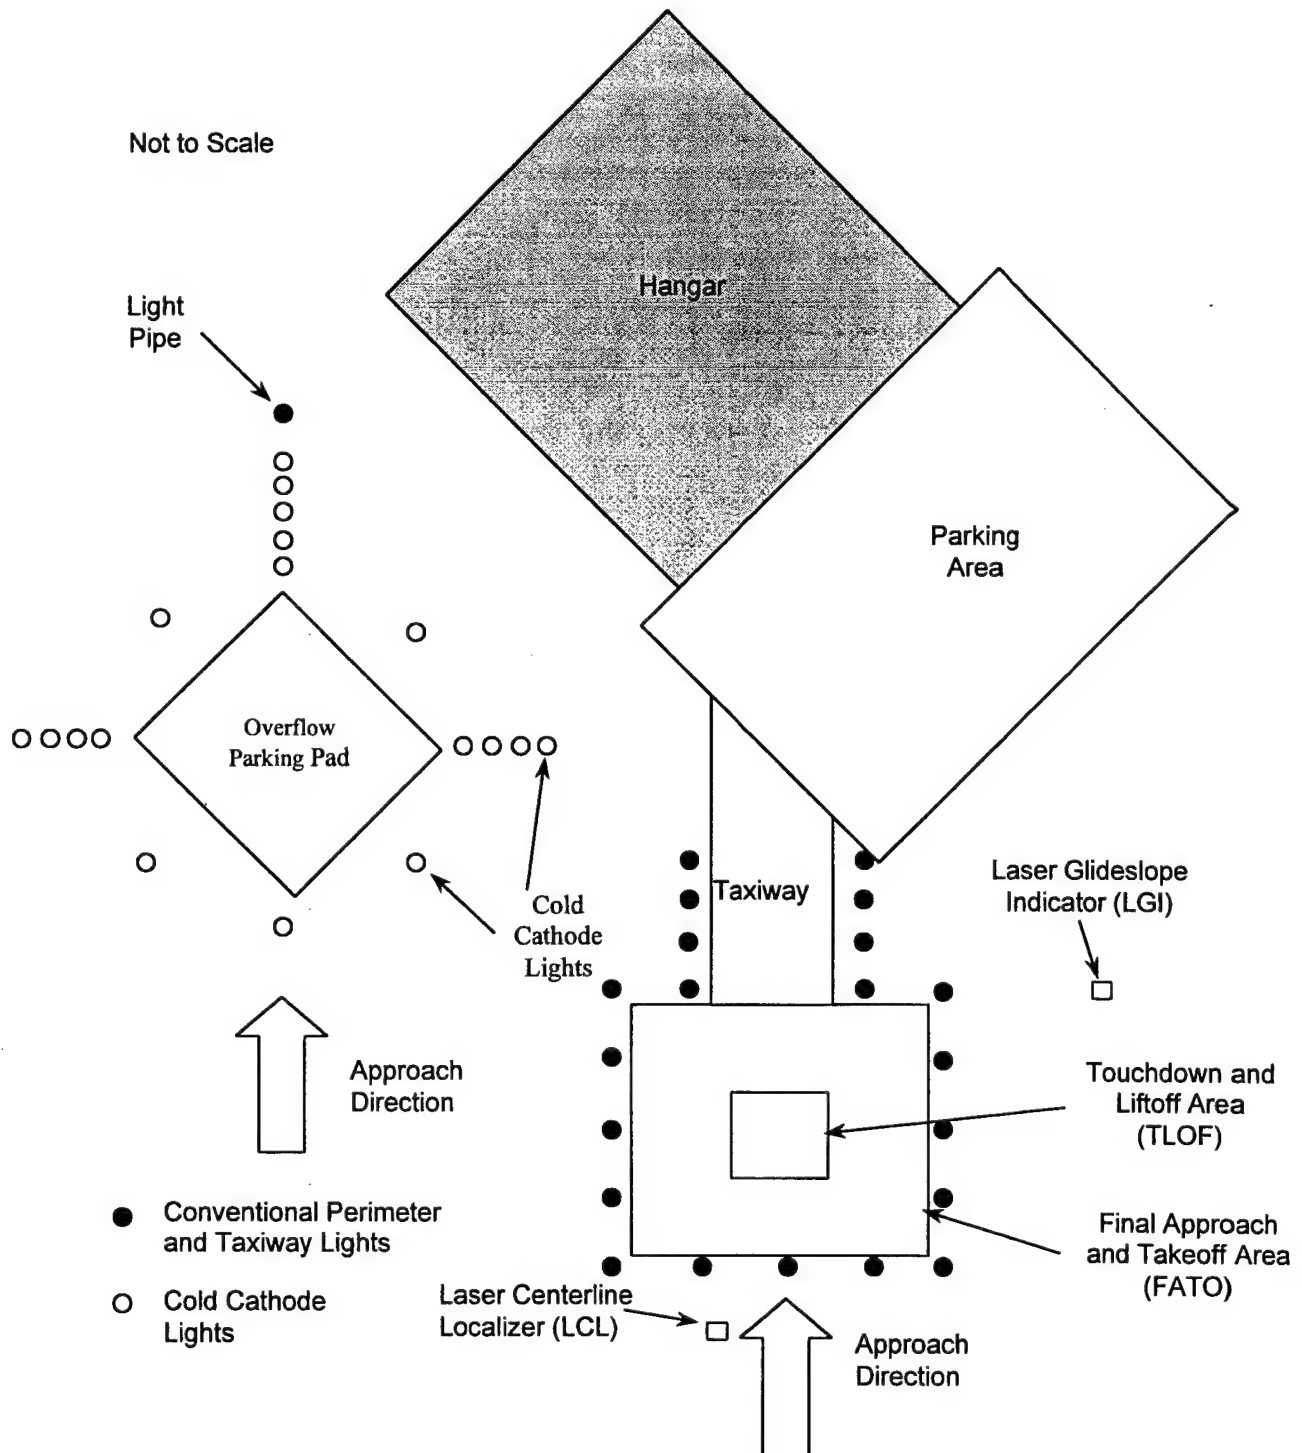 Not to Scale
Hangar
Light
Pipe
Parking
Area
Overflow
Parking Pad
Taxiway
Laser Glideslope
Indicator (LGI)
Cold
Cathode
Lights
Approach
Direction
Touchdown and
Liftoff Area
(TLOF)
Conventional Perimeter
and Taxiway Lights
Final Approach
and Takeoff Area
(FATO)
Cold Cathode
Lights
Laser Centerline
Localizer (LCL)
Approach
Direction